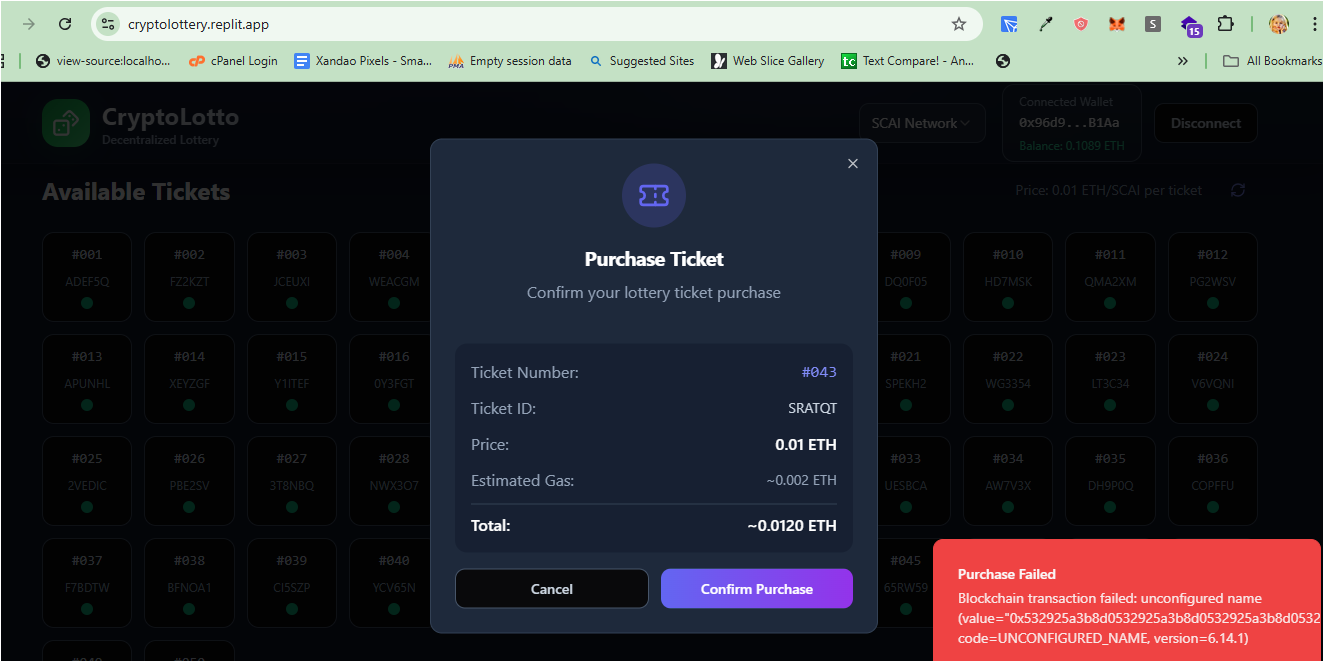 cryptolottery.replit.app
S
15
view-source:localho...
cPanel Login
Xandao Pixels - Sma...
PMA
Empty session data
Suggested Sites
Web Slice Gallery
tc
Text Compare! - An...
»
All Bookmarks
CryptoLotto
Decentralized Lottery
SCAI Network
Connected Wallet
0x96d9...B1Aa
Balance: 0.1089 ETH
Disconnect
Available Tickets
Price: 0.01 ETH/SCAI per ticket
#001 #002 #003 #004 #009 #010 #011 #012
ADEF5Q FZ2KZT JCEUXI WEACGM DQ0F05 HD7MSK QMA2XM PG2WSV
#013 #014 #015 #016 #021 #022 #023 #024
APUNHL XEYZGF Y1ITEF 0Y3FGT SPEKH2 WG3354 LT3C34 V6VQNI
#025 #026 #027 #028 #033 #034 #035 #036
2VEDIC PBE2SV 3T8NBQ NWX3O7 UESBCA AW7V3X DH9P0Q COPFFU
#037 #038 #039 #040 #045
F7BDTW BFNOA1 CI5SZP YCV65N 65RW59
Purchase Ticket
Confirm your lottery ticket purchase
Ticket Number: #043
Ticket ID: SRATQT
Price: 0.01 ETH
Estimated Gas: ~0.002 ETH
Total: ~0.0120 ETH
Cancel
Confirm Purchase
Purchase Failed
Blockchain transaction failed: unconfigured name
(value="0x532925a3b8d0532925a3b8d0532925a3b8d0532
code=UNCONFIGURED_NAME, version=6.14.1)